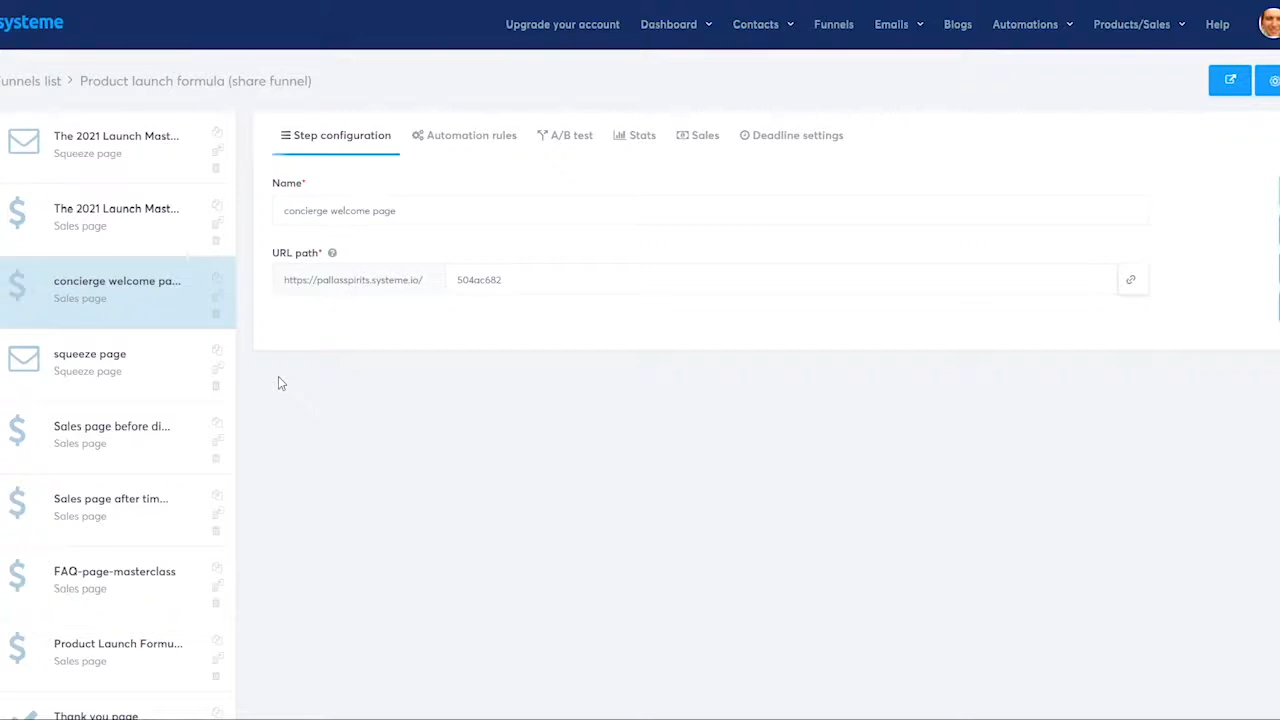 systeme
Upgrade your account
Dashboard
Contacts
Funnels
Emails
Blogs
Automations
Products/Sales
Help
unnels list > Product launch formula (share funnel)
The 2021 Launch Mast...
Squeeze page
The 2021 Launch Mast...
Sales page
concierge welcome pa...
Sales page
squeeze page
Squeeze page
Sales page before di...
Sales page
Sales page after tim...
Sales page
FAQ-page-masterclass
Sales page
Product Launch Formu...
Sales page
Thank you page
Step configuration
Automation rules
A/B test
Stats
Sales
Deadline settings
Name*
concierge welcome page
URL path*
https://pallasspirits.systeme.io/
504ac682